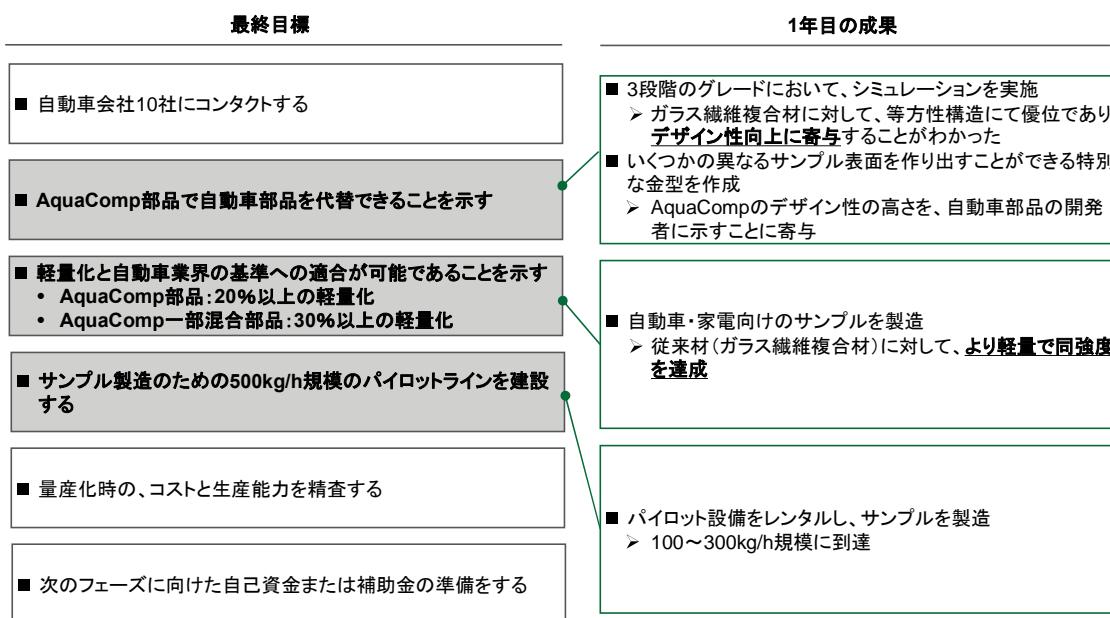 最終目標
■ 自動車会社10社にコンタクトする
■ AquaComp部品で自動車部品を代替できることを示す
■ 軽量化と自動車業界の基準への適合が可能であることを示す
• AquaComp部品：20%以上の軽量化
• AquaComp一部混合部品：30%以上の軽量化
■ サンプル製造のための500kg/h規模のパイロットラインを建設
する
■ 量産化時の、コストと生産能力を精査する
■ 次のフェーズに向けた自己資金または補助金の準備をする
1年目の成果
■ 3段階のグレードにおいて、シミュレーションを実施
➢ ガラス繊維複合材に対して、等方性構造にて優位であり
デザイン性向上に寄与することがわかった
■ いくつかの異なるサンプル表面を作り出すことができる特別
な金型を作成
➢ AquaCompのデザイン性の高さを、自動車部品の開発
者に示すことに寄与
■ 自動車・家電向けのサンプルを製造
➢ 従来材（ガラス繊維複合材）に対して、より軽量で同強度
を達成
■ パイロット設備をレンタルし、サンプルを製造
➢ 100～300kg/h規模に到達